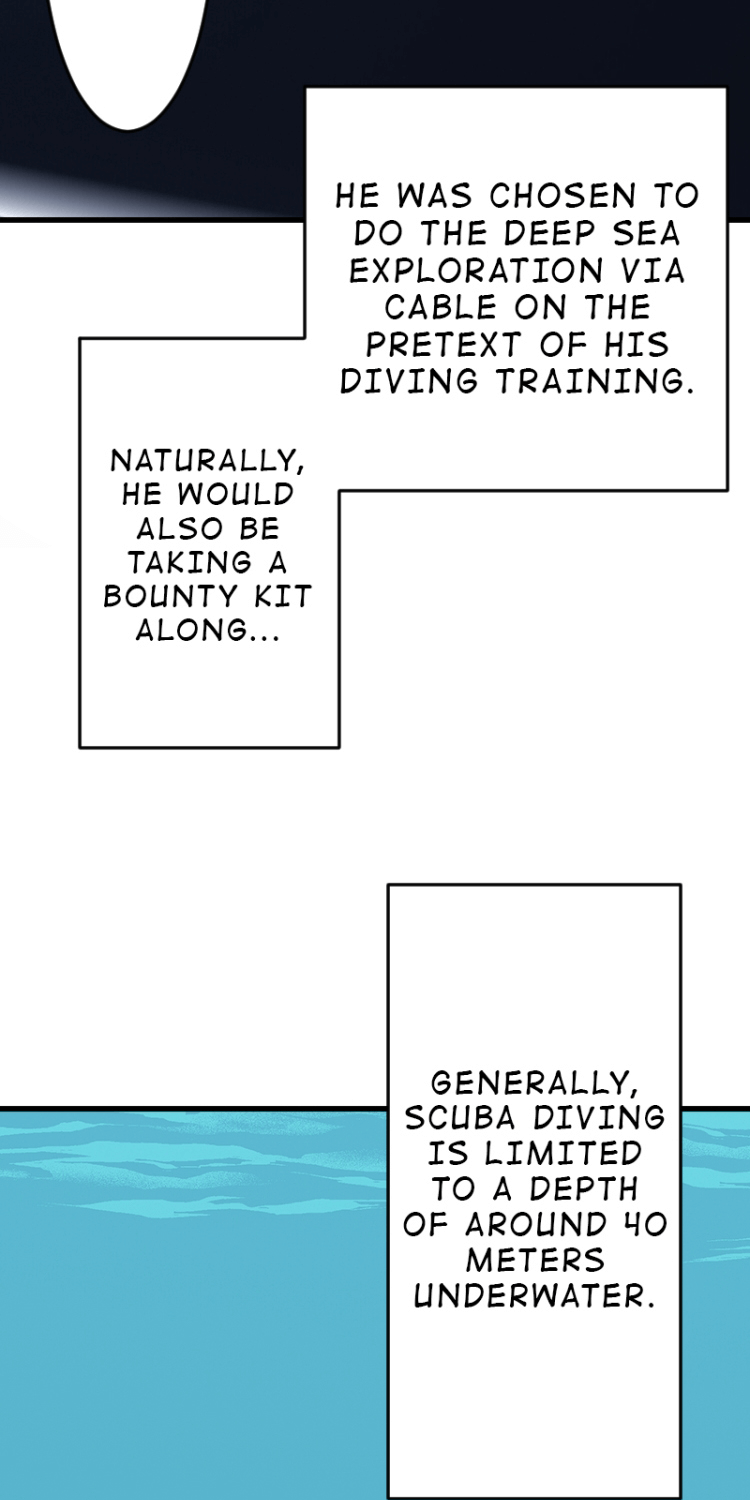 HE WAS CHOSEN TO
DO THE DEEP SEA
EXPLORATION VIA
CABLE ON THE
PRETEXT OF HIS
DIVING TRAINING.
NATURALLY,
HE WOULD
ALSO BE
TAKING A
BOUNTY KIT
ALONG...
GENERALLY,
SCUBA DIVING
IS LIMITED
TO A DEPTH
OF AROUND 40
METERS
UNDERWATER.